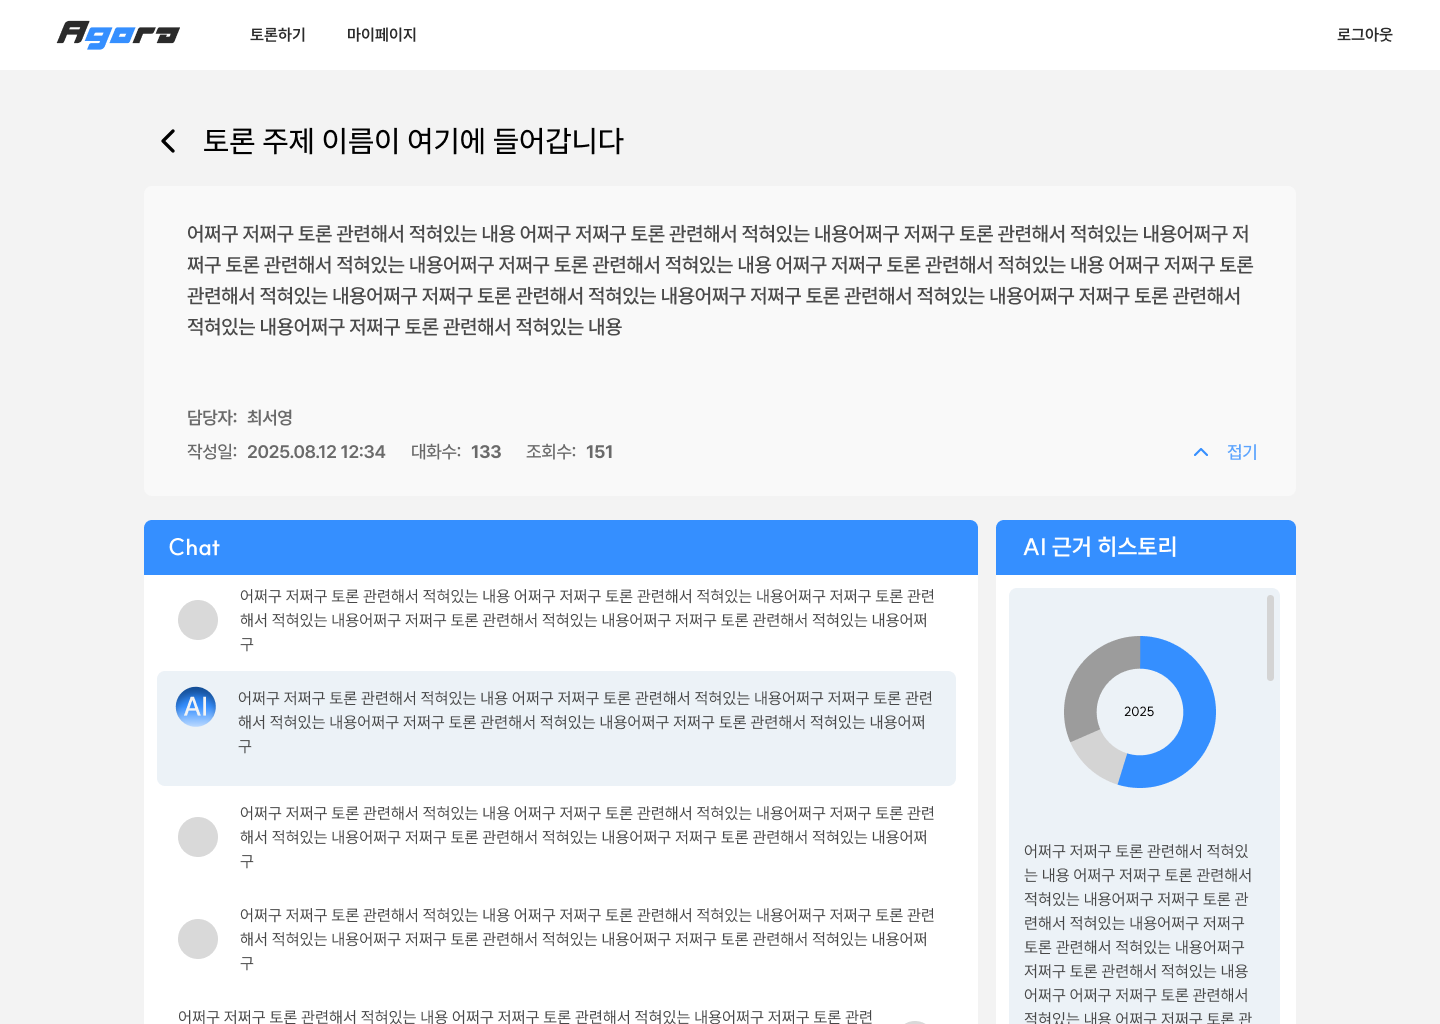 Agora 토론하기 마이페이지 로그아웃
토론 주제 이름이 여기에 들어갑니다
어쩌구 저쩌구 토론 관련해서 적혀있는 내용 어쩌구 저쩌구 토론 관련해서 적혀있는 내용어쩌구 저쩌구 토론 관련해서 적혀있는 내용어쩌구 저
쩌구 토론 관련해서 적혀있는 내용어쩌구 저쩌구 토론 관련해서 적혀있는 내용 어쩌구 저쩌구 토론 관련해서 적혀있는 내용 어쩌구 저쩌구 토론
관련해서 적혀있는 내용어쩌구 저쩌구 토론 관련해서 적혀있는 내용어쩌구 저쩌구 토론 관련해서 적혀있는 내용어쩌구 저쩌구 토론 관련해서
적혀있는 내용어쩌구 저쩌구 토론 관련해서 적혀있는 내용
담당자: 최서영
작성일: 2025.08.12 12:34 대화수: 133 조회수: 151 접기
Chat
어쩌구 저쩌구 토론 관련해서 적혀있는 내용 어쩌구 저쩌구 토론 관련해서 적혀있는 내용어쩌구 저쩌구 토론 관련
해서 적혀있는 내용어쩌구 저쩌구 토론 관련해서 적혀있는 내용어쩌구 저쩌구 토론 관련해서 적혀있는 내용어쩌
구
AI
어쩌구 저쩌구 토론 관련해서 적혀있는 내용 어쩌구 저쩌구 토론 관련해서 적혀있는 내용어쩌구 저쩌구 토론 관련
해서 적혀있는 내용어쩌구 저쩌구 토론 관련해서 적혀있는 내용어쩌구 저쩌구 토론 관련해서 적혀있는 내용어쩌
구
어쩌구 저쩌구 토론 관련해서 적혀있는 내용 어쩌구 저쩌구 토론 관련해서 적혀있는 내용어쩌구 저쩌구 토론 관련
해서 적혀있는 내용어쩌구 저쩌구 토론 관련해서 적혀있는 내용어쩌구 저쩌구 토론 관련해서 적혀있는 내용어쩌
구
어쩌구 저쩌구 토론 관련해서 적혀있는 내용 어쩌구 저쩌구 토론 관련해서 적혀있는 내용어쩌구 저쩌구 토론 관련
해서 적혀있는 내용어쩌구 저쩌구 토론 관련해서 적혀있는 내용어쩌구 저쩌구 토론 관련해서 적혀있는 내용어쩌
구
어쩌구 저쩌구 토론 관련해서 적혀있는 내용 어쩌구 저쩌구 토론 관련해서 적혀있는 내용어쩌구 저쩌구 토론 관련
AI 근거 히스토리
2025
어쩌구 저쩌구 토론 관련해서 적혀있
는 내용 어쩌구 저쩌구 토론 관련해서
적혀있는 내용어쩌구 저쩌구 토론 관
련해서 적혀있는 내용어쩌구 저쩌구
토론 관련해서 적혀있는 내용어쩌구
저쩌구 토론 관련해서 적혀있는 내용
어쩌구 어쩌구 저쩌구 토론 관련해서
적혀있는 내용 어쩌구 저쩌구 토론 관